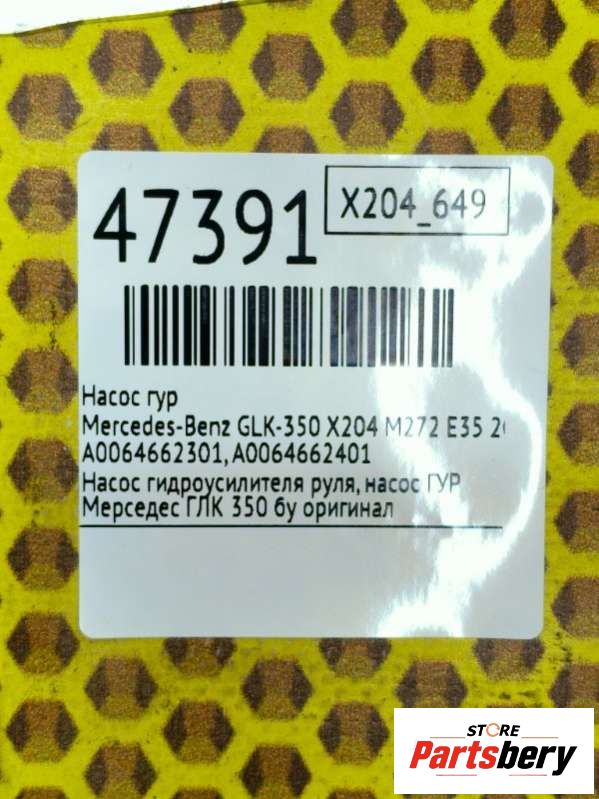 47391
X204_649
Насос гур
Mercedes-Benz GLK-350 X204 M272 E35 2
A0064662301, A0064662401
Насос гидроусилителя руля, насос ГУР
Мерседес ГЛК 350 бу оригинал
STORE
Partsbery